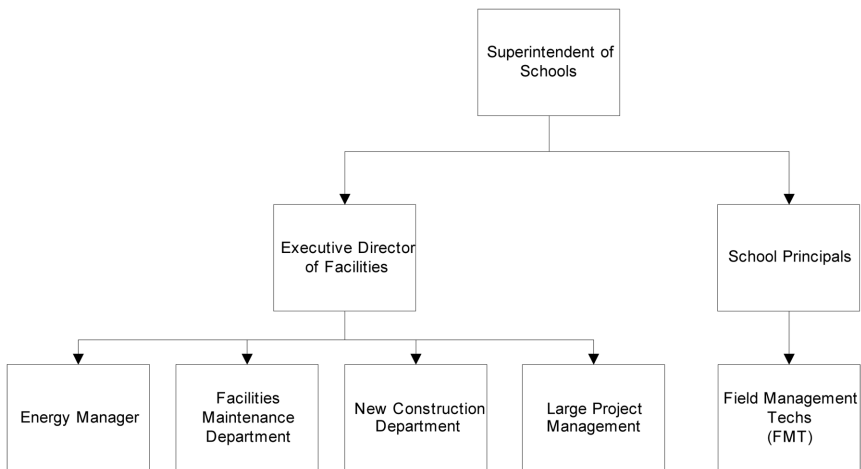 Superintendent of
Schools
Executive Director
of Facilities
School Principals
Energy Manager
Facilities
Maintenance
Department
New Construction
Department
Large Project
Management
Field Management
Techs
(FMT)